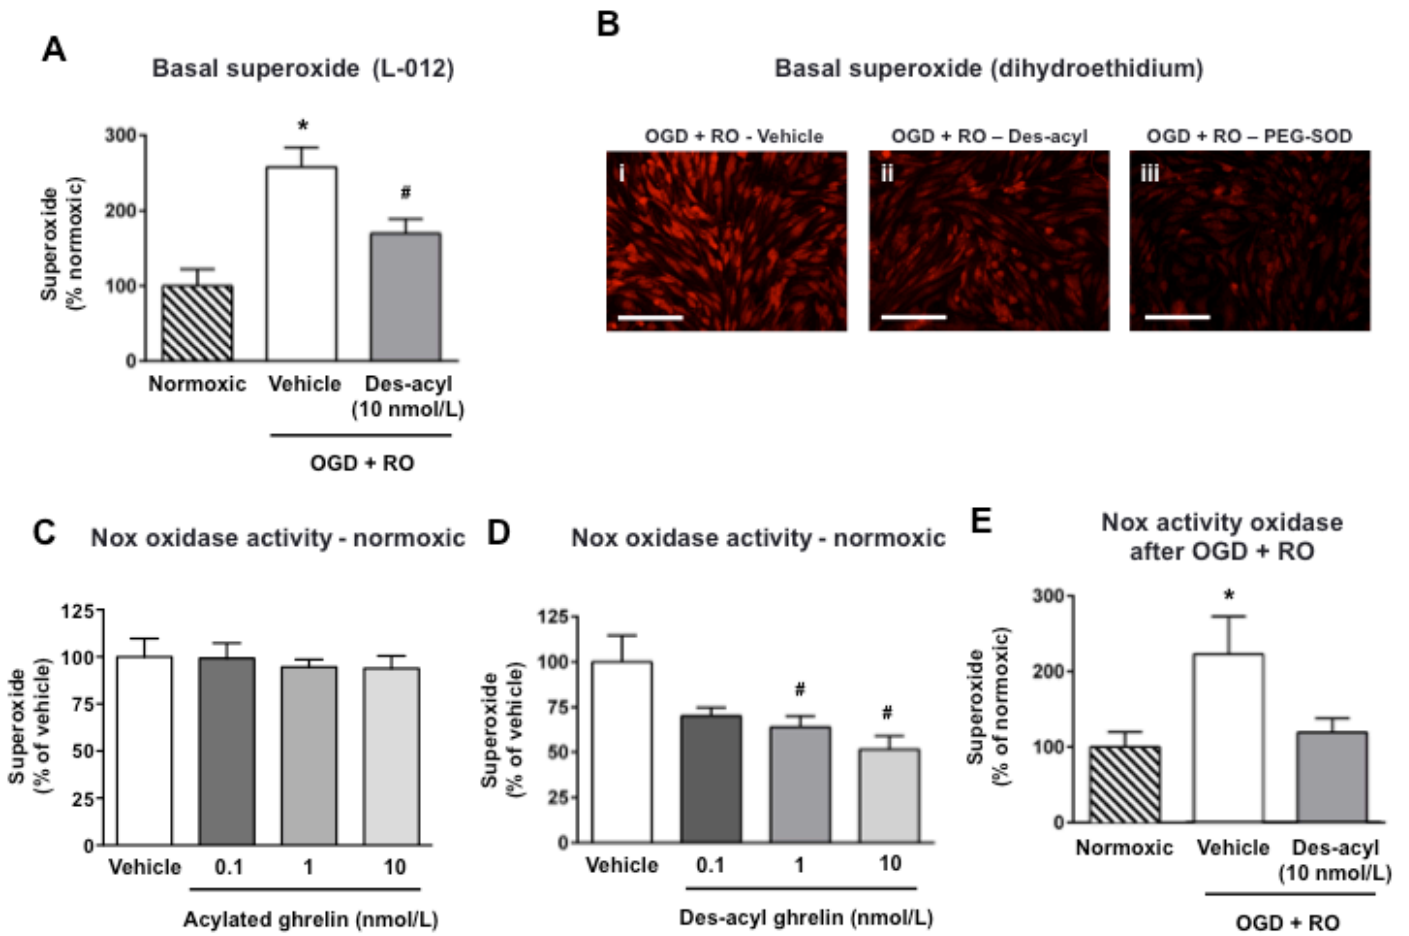 A
Basal superoxide (L-012)
Superoxide
(% normoxic)
300
200
100
0
*
#
Normoxic Vehicle Des-acyl
(10 nmol/L)
OGD + RO
B
Basal superoxide (dihydroethidium)
OGD + RO - Vehicle
OGD + RO – Des-acyl
OGD + RO – PEG-SOD
i
ii
iii
C
Nox oxidase activity - normoxic
Superoxide
(% of vehicle)
125
100
75
50
25
0
Vehicle 0.1 1 10
Acylated ghrelin (nmol/L)
D
Nox oxidase activity - normoxic
Superoxide
(% of vehicle)
125
100
75
50
25
0
#
#
Vehicle 0.1 1 10
Des-acyl ghrelin (nmol/L)
E
Nox activity oxidase
after OGD + RO
Superoxide
(% of normoxic)
300
200
100
0
*
Normoxic Vehicle Des-acyl
(10 nmol/L)
OGD + RO